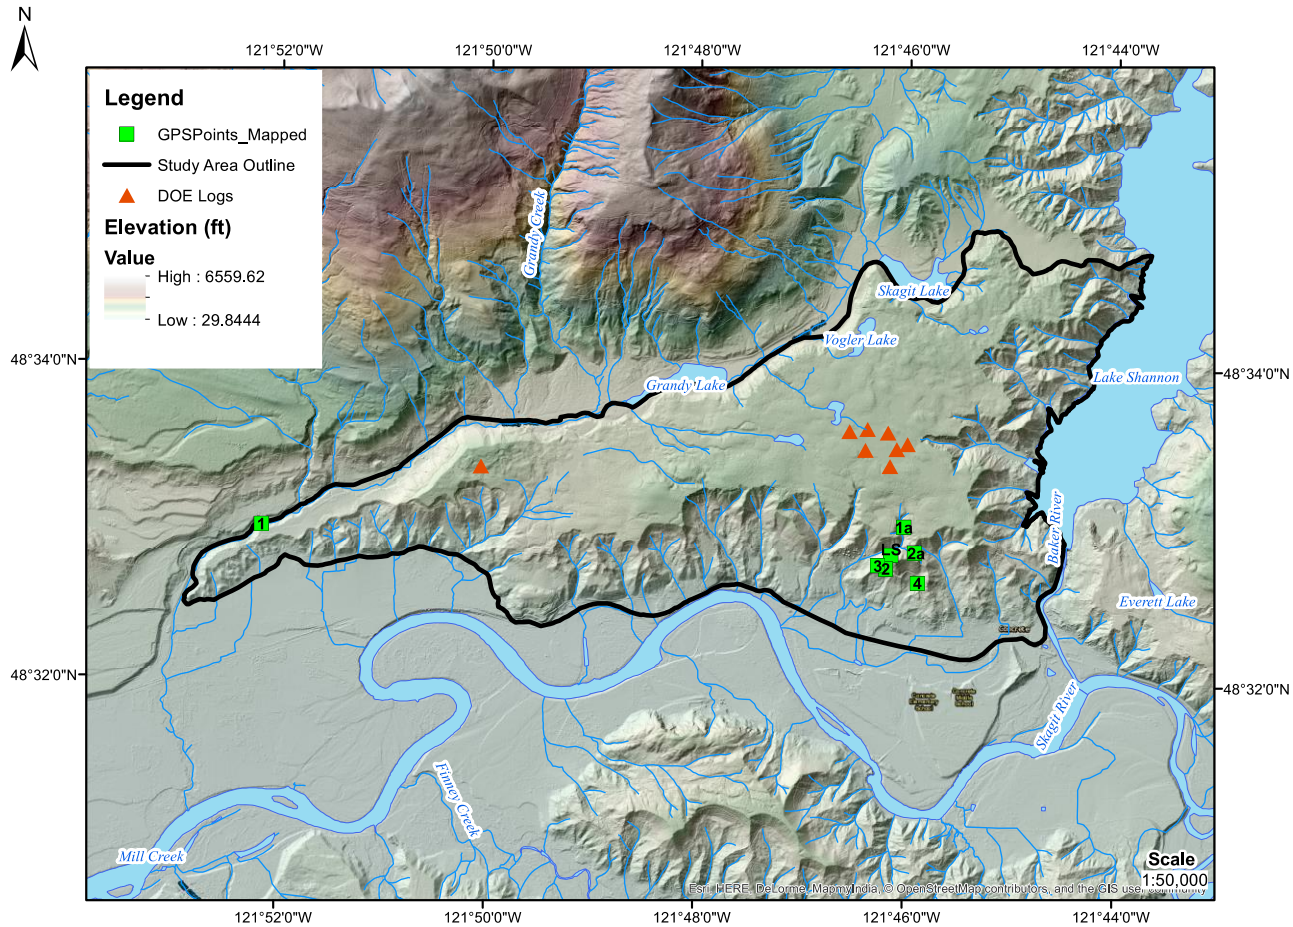 N
121°52'0"W
121°50'0"W
121°48'0"W
121°46'0"W
121°44'0"W
Legend
GPSPoints_Mapped
Study Area Outline
DOE Logs
Elevation (ft)
Value
High : 6559.62
Low : 29.8444
Grandy Creek
Skagit Lake
Vogler Lake
48°34'0"N
48°34'0"N
Grandy Lake
Lake Shannon
1
1a
LS
2a
3
2
4
Baker River
Everett Lake
Concrete
48°32'0"N
48°32'0"N
Skagit River
Finney Creek
Mill Creek
Scale
1:50,000
Esri, HERE, DeLorme, MapmyIndia, © OpenStreetMap contributors, and the GIS user community
121°52'0"W
121°50'0"W
121°48'0"W
121°46'0"W
121°44'0"W